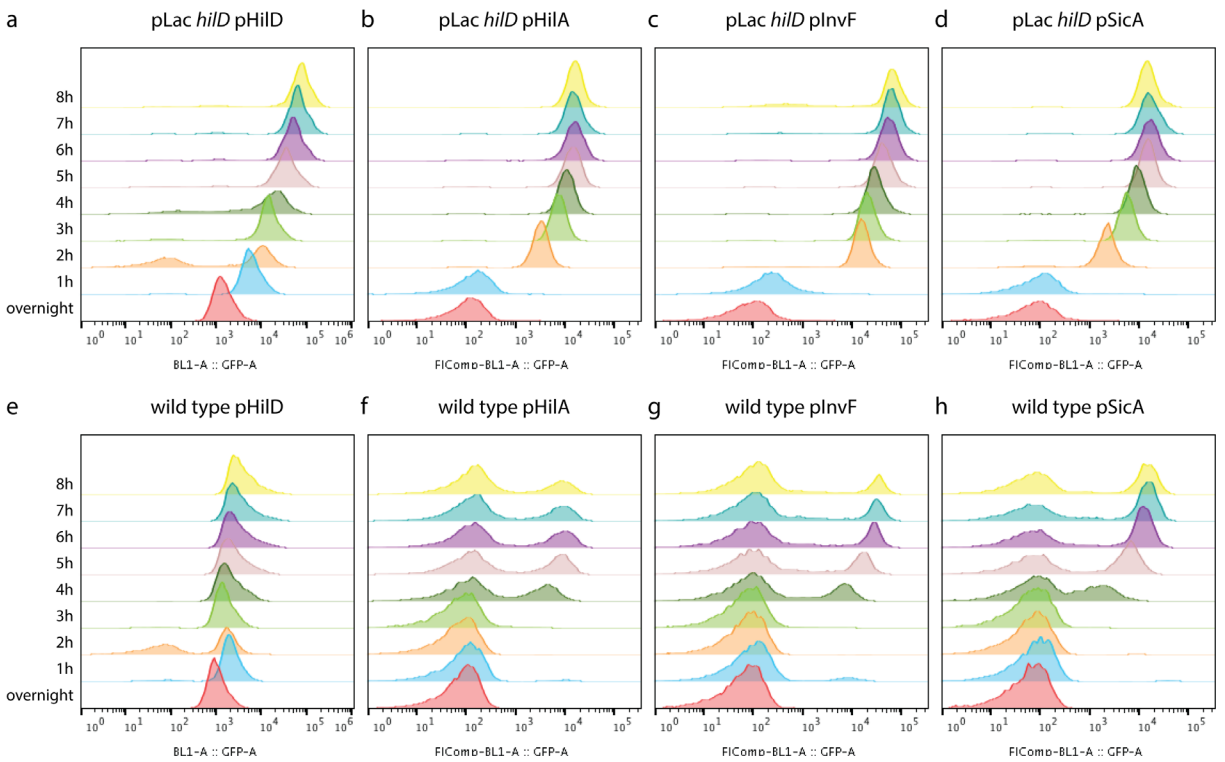 a pLac hilD pHilD
b pLac hilD pHilA
c pLac hilD pInvF
d pLac hilD pSicA
8h
7h
6h
5h
4h
3h
2h
1h
overnight
10^0 10^1 10^2 10^3 10^4 10^5 10^6
10^0 10^1 10^2 10^3 10^4 10^5
10^0 10^1 10^2 10^3 10^4 10^5
10^0 10^1 10^2 10^3 10^4 10^5
BL1-A :: GFP-A
FlComp-BL1-A :: GFP-A
FlComp-BL1-A :: GFP-A
FlComp-BL1-A :: GFP-A
e wild type pHilD
f wild type pHilA
g wild type pInvF
h wild type pSicA
8h
7h
6h
5h
4h
3h
2h
1h
overnight
10^0 10^1 10^2 10^3 10^4 10^5 10^6
10^0 10^1 10^2 10^3 10^4 10^5
10^0 10^1 10^2 10^3 10^4 10^5
10^0 10^1 10^2 10^3 10^4 10^5
BL1-A :: GFP-A
FlComp-BL1-A :: GFP-A
FlComp-BL1-A :: GFP-A
FlComp-BL1-A :: GFP-A